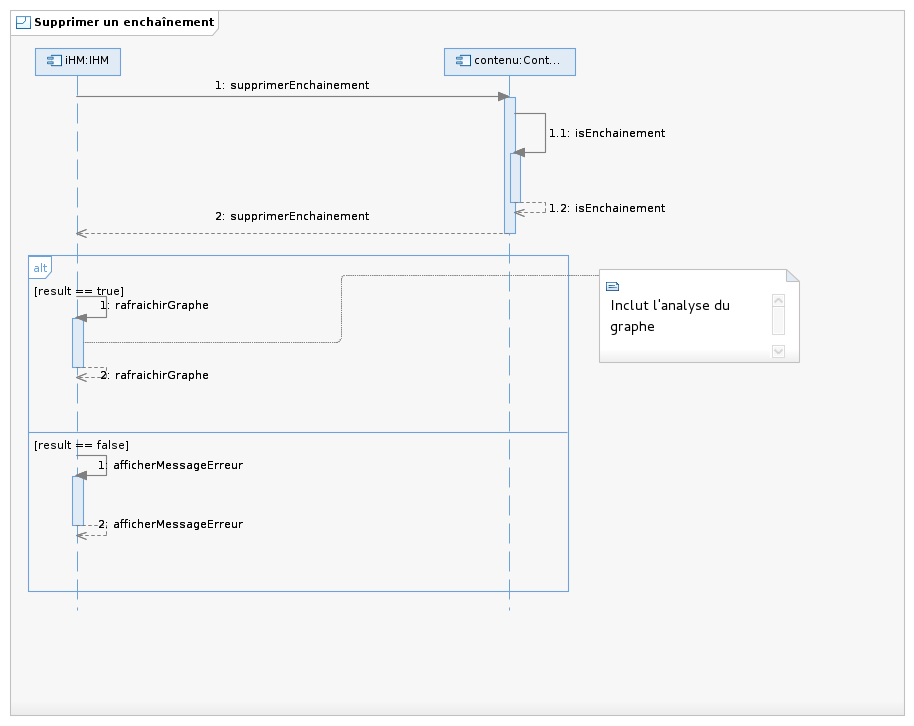 Supprimer un enchaînement
iHM:IHM
contenu:Cont...
1: supprimerEnchainement
1.1: isEnchainement
1.2: isEnchainement
2: supprimerEnchainement
alt
[result == true]
1: rafraichirGraphe
Inclut l'analyse du
graphe
2: rafraichirGraphe
[result == false]
1: afficherMessageErreur
2: afficherMessageErreur